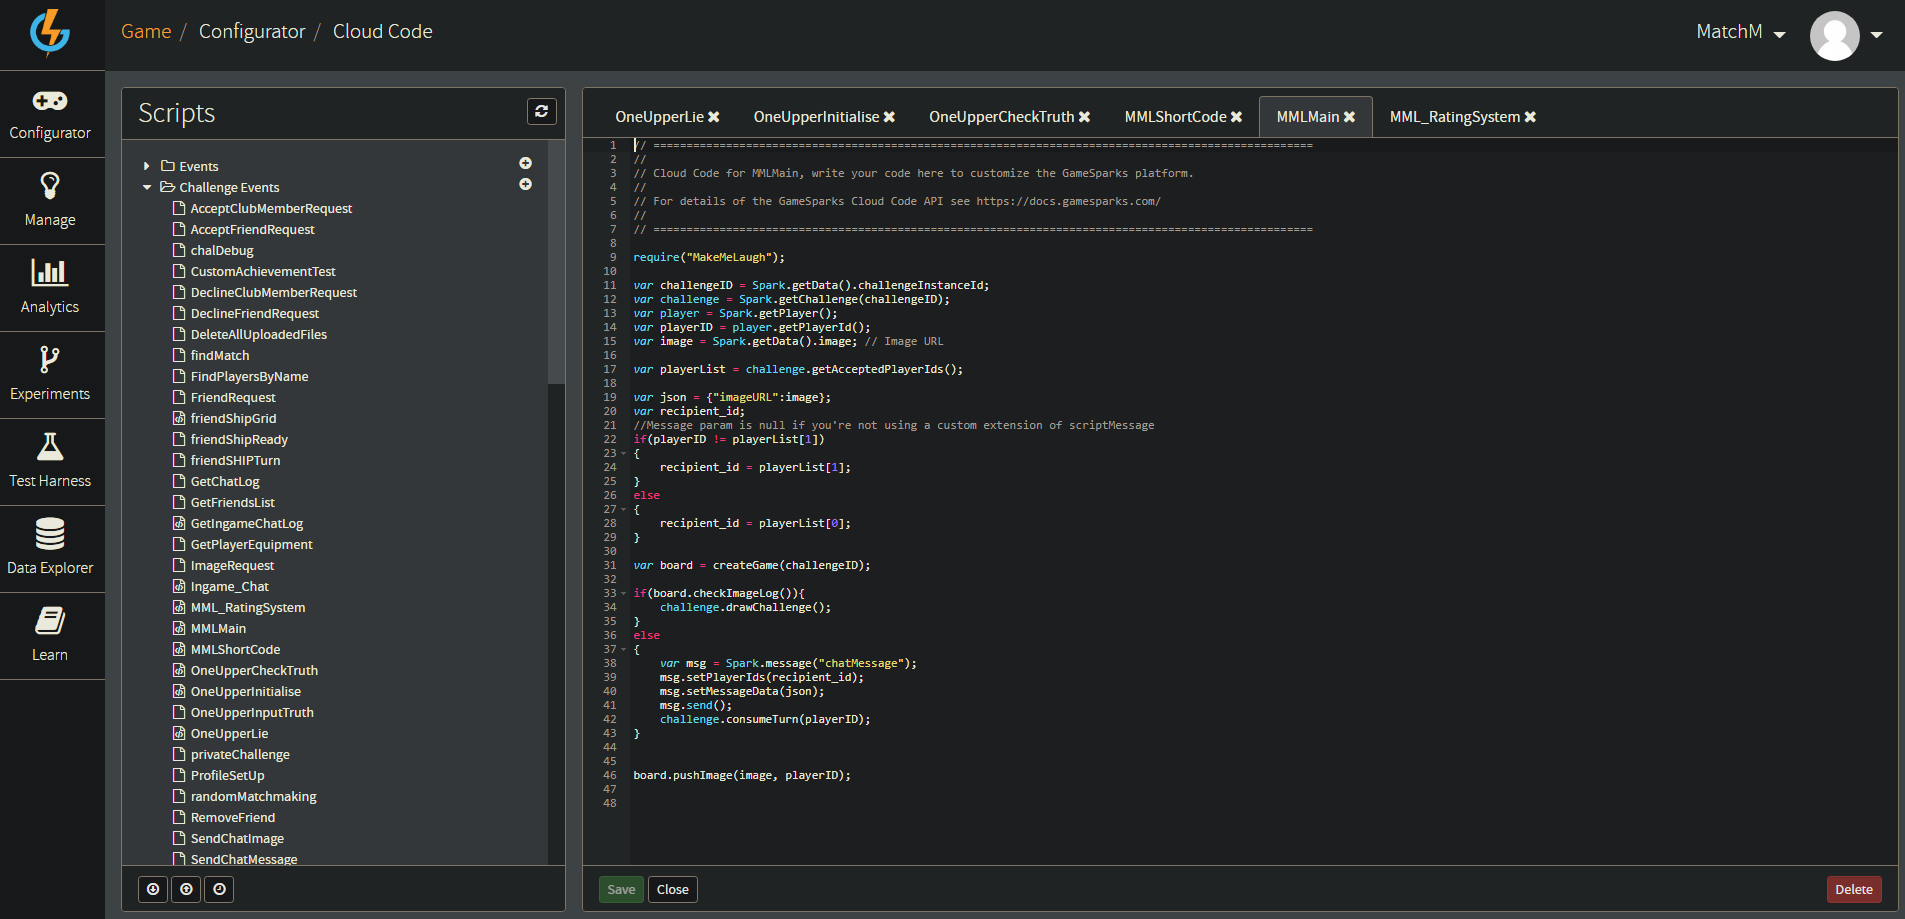 Game / Configurator / Cloud Code
MatchM
Configurator
Manage
Analytics
Experiments
Test Harness
Data Explorer
Learn
Scripts
Events
Challenge Events
AcceptClubMemberRequest
AcceptFriendRequest
chalDebug
CustomAchievementTest
DeclineClubMemberRequest
DeclineFriendRequest
DeleteAllUploadedFiles
findMatch
FindPlayersByName
FriendRequest
friendShipGrid
friendShipReady
friendSHIPTurn
GetChatLog
GetFriendsList
GetIngameChatLog
GetPlayerEquipment
ImageRequest
Ingame_Chat
MML_RatingSystem
MMLMain
MMLShortCode
OneUpperCheckTruth
OneUpperInitialise
OneUpperInputTruth
OneUpperLie
privateChallenge
ProfileSetUp
randomMatchmaking
RemoveFriend
SendChatImage
SendChatMessage
OneUpperLie OneUpperInitialise OneUpperCheckTruth MMLShortCode MMLMain MML_RatingSystem
1 // ====================================================================================================
2 //
3 // Cloud Code for MMLMain, write your code here to customize the GameSparks platform.
4 //
5 // For details of the GameSparks Cloud Code API see https://docs.gamesparks.com/
6 //
7 // ====================================================================================================
8
9 require("MakeMeLaugh");
10
11 var challengeID = Spark.getData().challengeInstanceId;
12 var challenge = Spark.getChallenge(challengeID);
13 var player = Spark.getPlayer();
14 var playerID = player.getPlayerId();
15 var image = Spark.getData().image; // Image URL
16
17 var playerList = challenge.getAcceptedPlayerIds();
18
19 var json = {"imageURL":image};
20 var recipient_id;
21 //Message param is null if you're not using a custom extension of scriptMessage
22 if(playerID != playerList[1])
23 {
24 recipient_id = playerList[1];
25 }
26 else
27 {
28 recipient_id = playerList[0];
29 }
30
31 var board = createGame(challengeID);
32
33 if(board.checkImageLog()){
34 challenge.drawChallenge();
35 }
36 else
37 {
38 var msg = Spark.message("chatMessage");
39 msg.setPlayerIds(recipient_id);
40 msg.setMessageData(json);
41 msg.send();
42 challenge.consumeTurn(playerID);
43 }
44
45
46 board.pushImage(image, playerID);
47
48
Save Close Delete